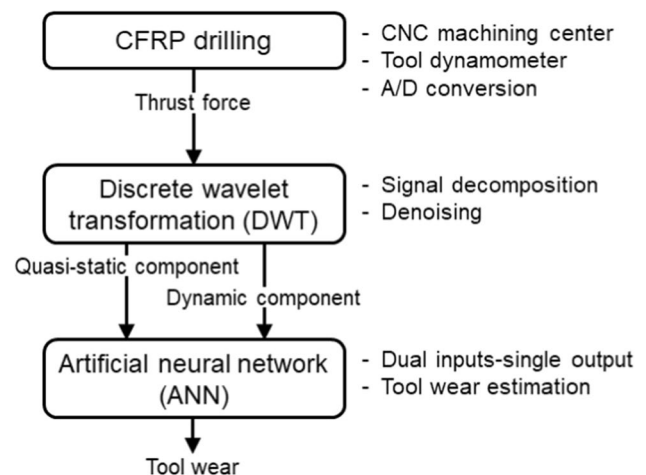 CFRP drilling
- CNC machining center
- Tool dynamometer
- A/D conversion
Thrust force
Discrete wavelet
transformation (DWT)
- Signal decomposition
- Denoising
Quasi-static component
Dynamic component
Artificial neural network
(ANN)
- Dual inputs-single output
- Tool wear estimation
Tool wear